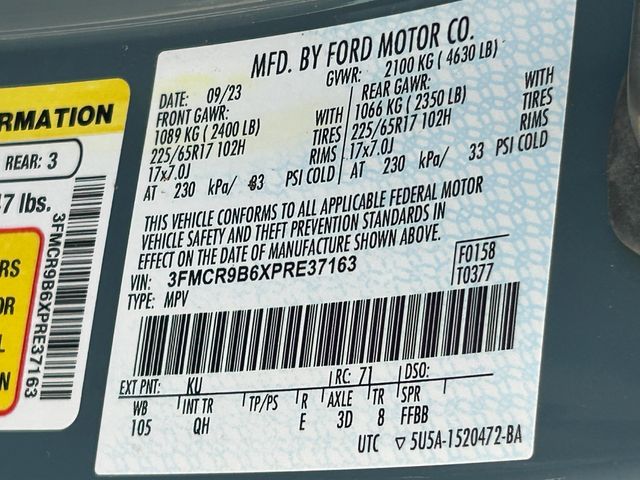 RMATION
REAR: 3
7 lbs.
RS
OR
N
3FMCR9B6XPRE37163
MFD. BY FORD MOTOR CO.
DATE: 09/23 GVWR: 2100 KG ( 4630 LB)
FRONT GAWR: REAR GAWR:
1089 KG ( 2400 LB) WITH 1066 KG ( 2350 LB) WITH
225/65R17 102H TIRES 225/65R17 102H TIRES
17x7.0J RIMS 17x7.0J RIMS
AT 230 kPa/ 33 PSI COLD AT 230 kPa/ 33 PSI COLD
THIS VEHICLE CONFORMS TO ALL APPLICABLE FEDERAL MOTOR
VEHICLE SAFETY AND THEFT PREVENTION STANDARDS IN
EFFECT ON THE DATE OF MANUFACTURE SHOWN ABOVE.
VIN: 3FMCR9B6XPRE37163 F0158
TYPE: MPV T0377
EXT PNT: KU RC: 71 DSO:
WB INT TR TP/PS R AXLE TR SPR
105 QH E 3D 8 FFBB
UTC ▽ 5U5A-1520472-BA